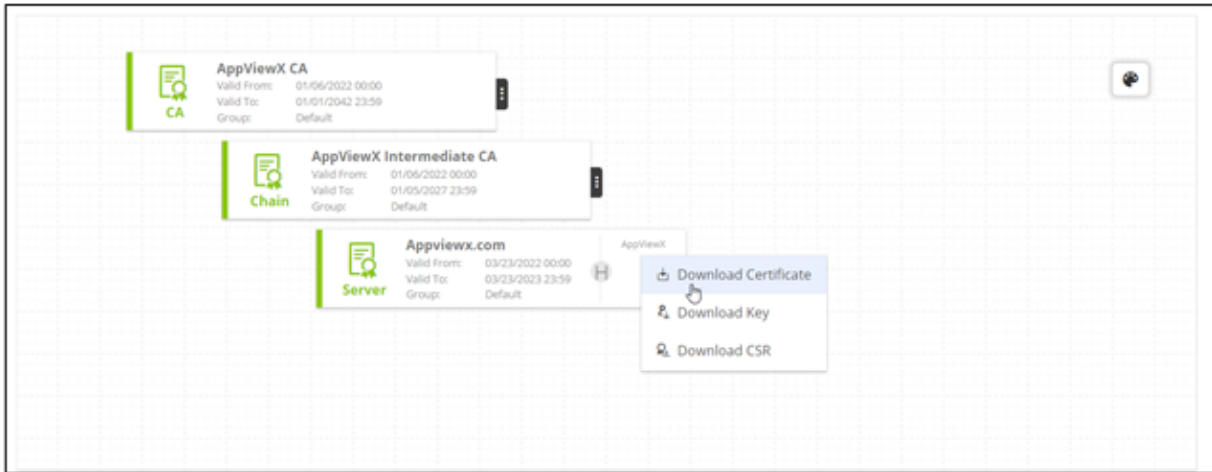 AppViewX CA
Valid From: 01/06/2022 00:00
Valid To: 01/01/2042 23:59
Group: Default
CA
AppViewX Intermediate CA
Valid From: 01/06/2022 00:00
Valid To: 01/05/2027 23:59
Group: Default
Chain
Appviewx.com
Valid From: 03/23/2022 00:00
Valid To: 03/23/2023 23:59
Group: Default
Server
H
AppViewX
Download Certificate
Download Key
Download CSR